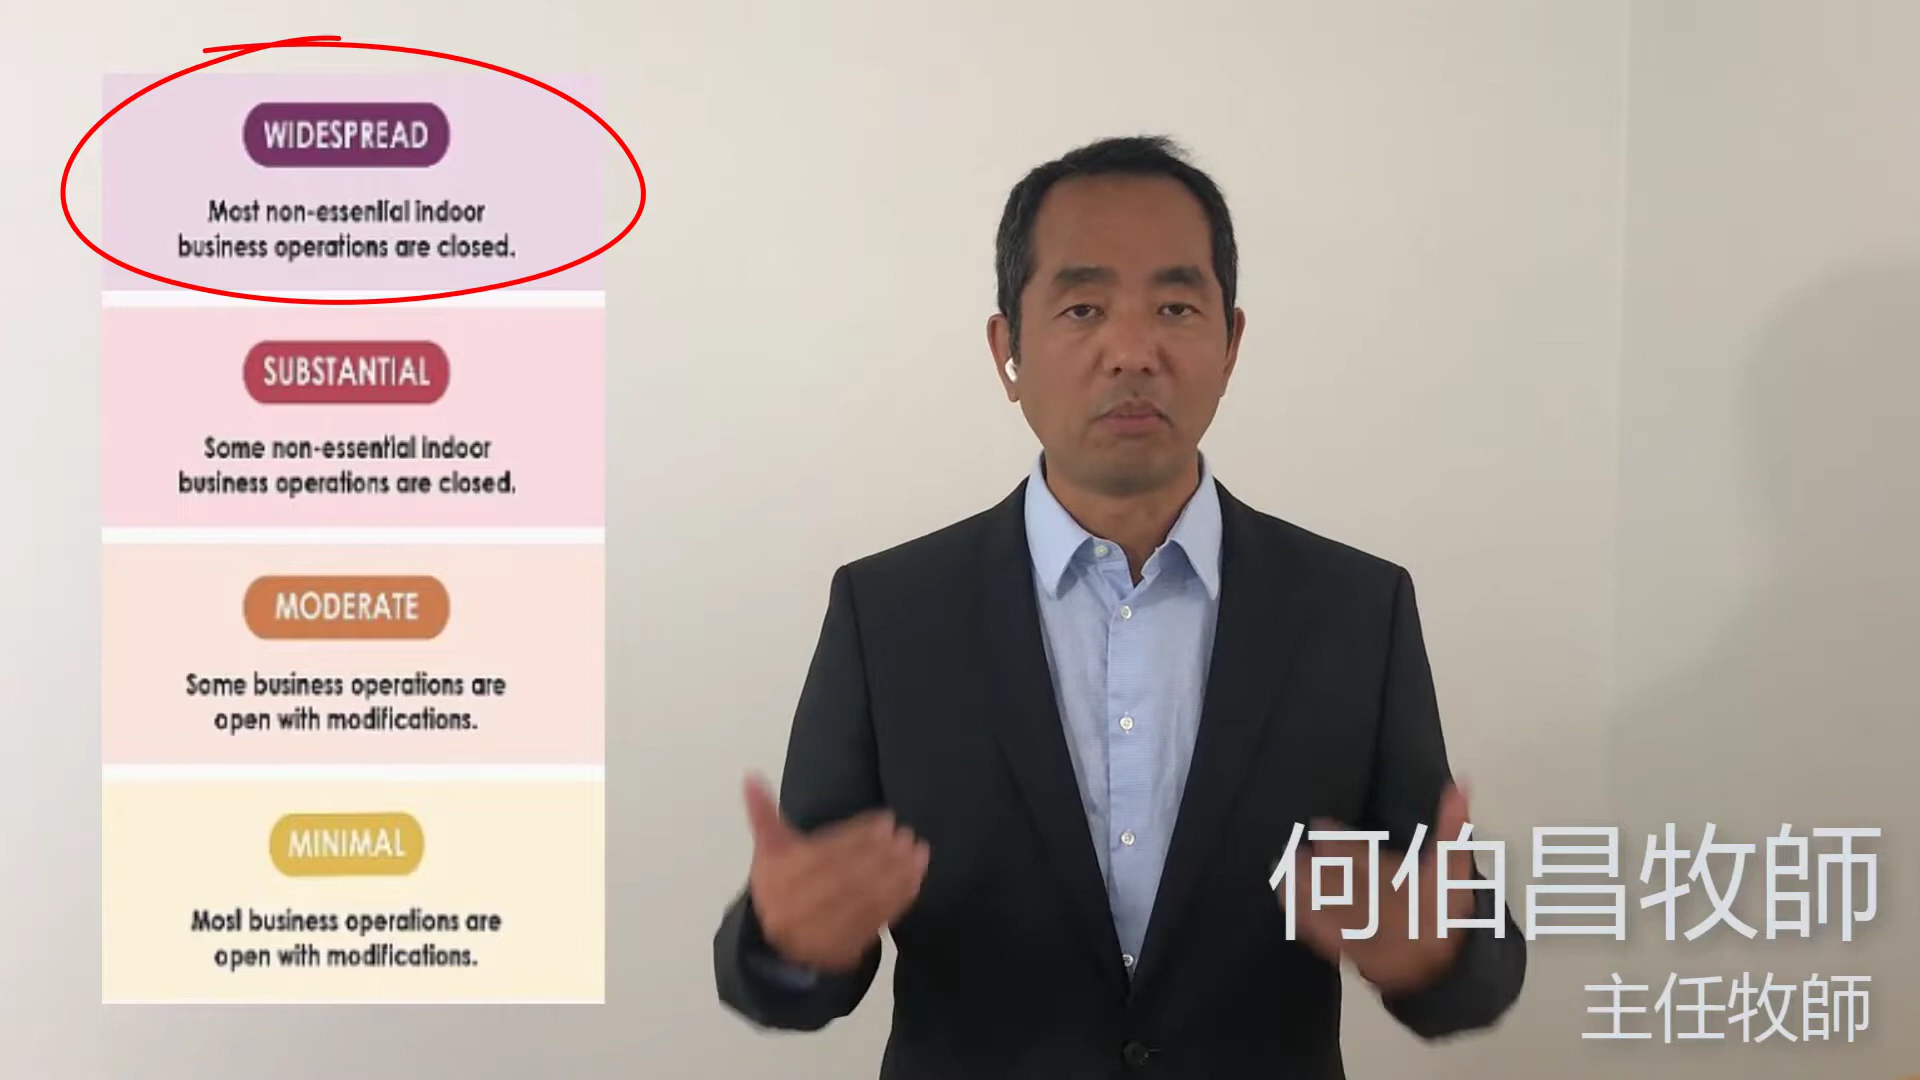 WIDESPREAD
Most non-essential indoor
business operations are closed.
SUBSTANTIAL
Some non-essential indoor
business operations are closed.
MODERATE
Some business operations are
open with modifications.
MINIMAL
Most business operations are
open with modifications.
何伯昌牧師
主任牧師